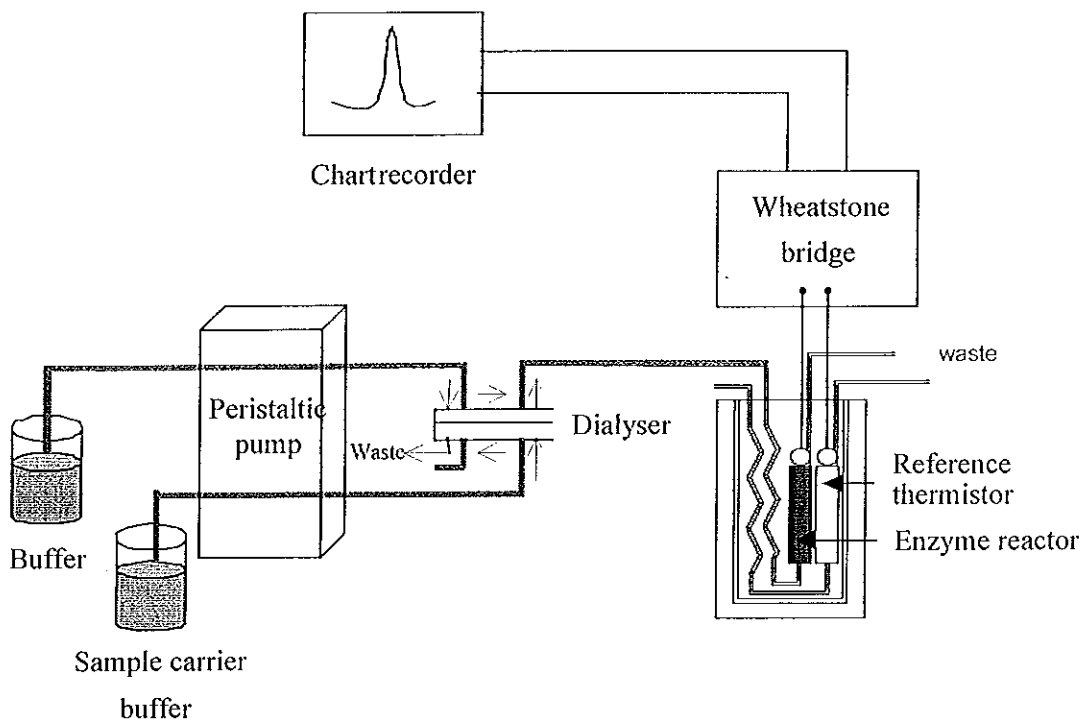 Chartrecorder
Wheatstone
bridge
waste
Peristaltic
pump
Dialyser
Waste
Reference
thermistor
Enzyme reactor
Buffer
Sample carrier
buffer